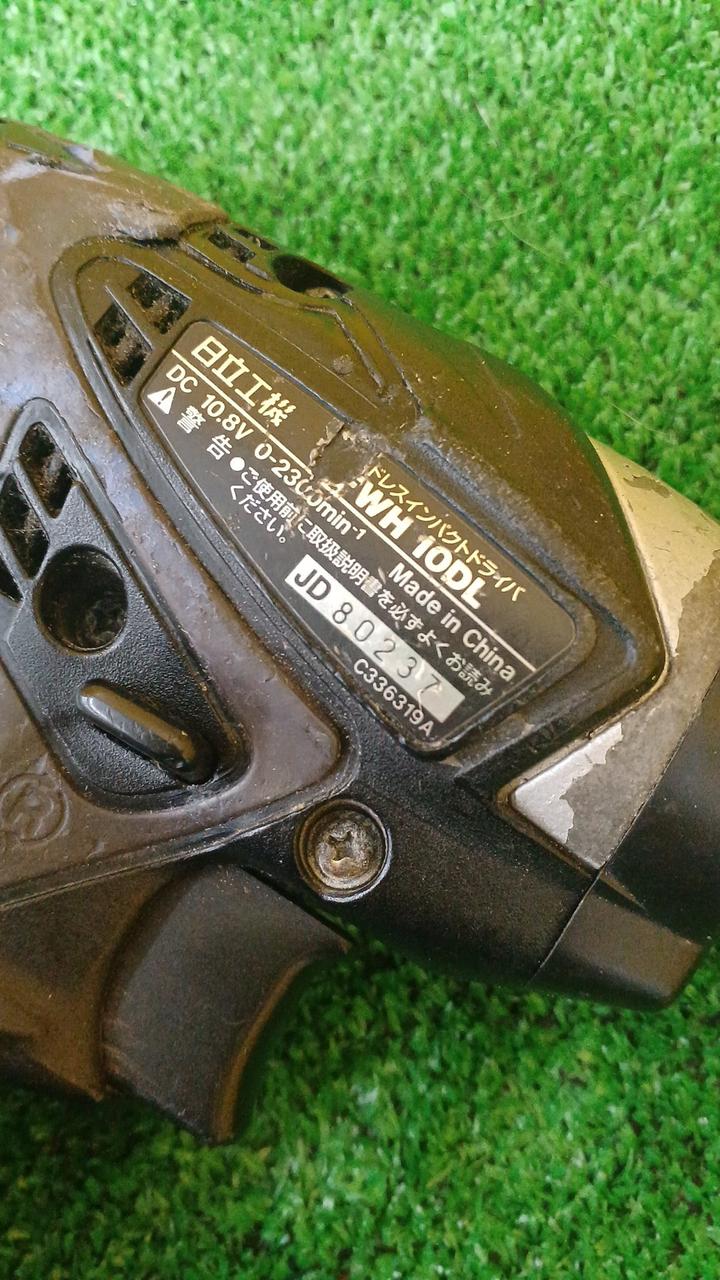 日立工機
ドレスインパクトドライバ
WH 10DL
DC 10.8V 0-2300min⁻¹
Made in China
⚠警告 ●ご使用前に取扱説明書を必ずよくお読み
ください。
JD 80237
C336319A